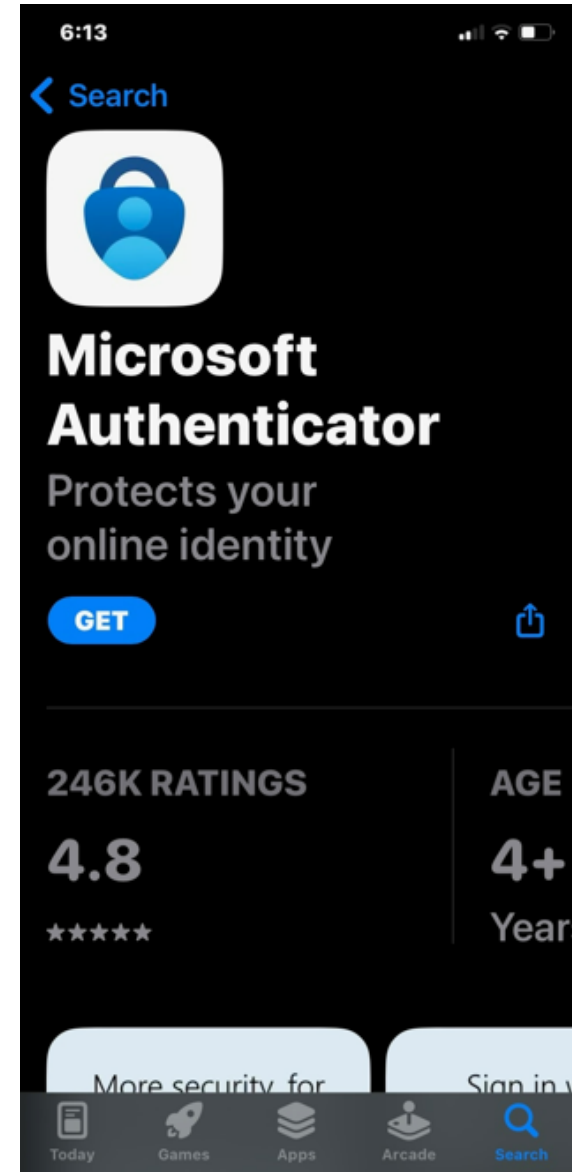 6:13
Search
Microsoft
Authenticator
Protects your
online identity
GET
246K RATINGS
AGE
4.8
4+
★★★★★
Year
More security, for
Sign in
Today
Games
Apps
Arcade
Search